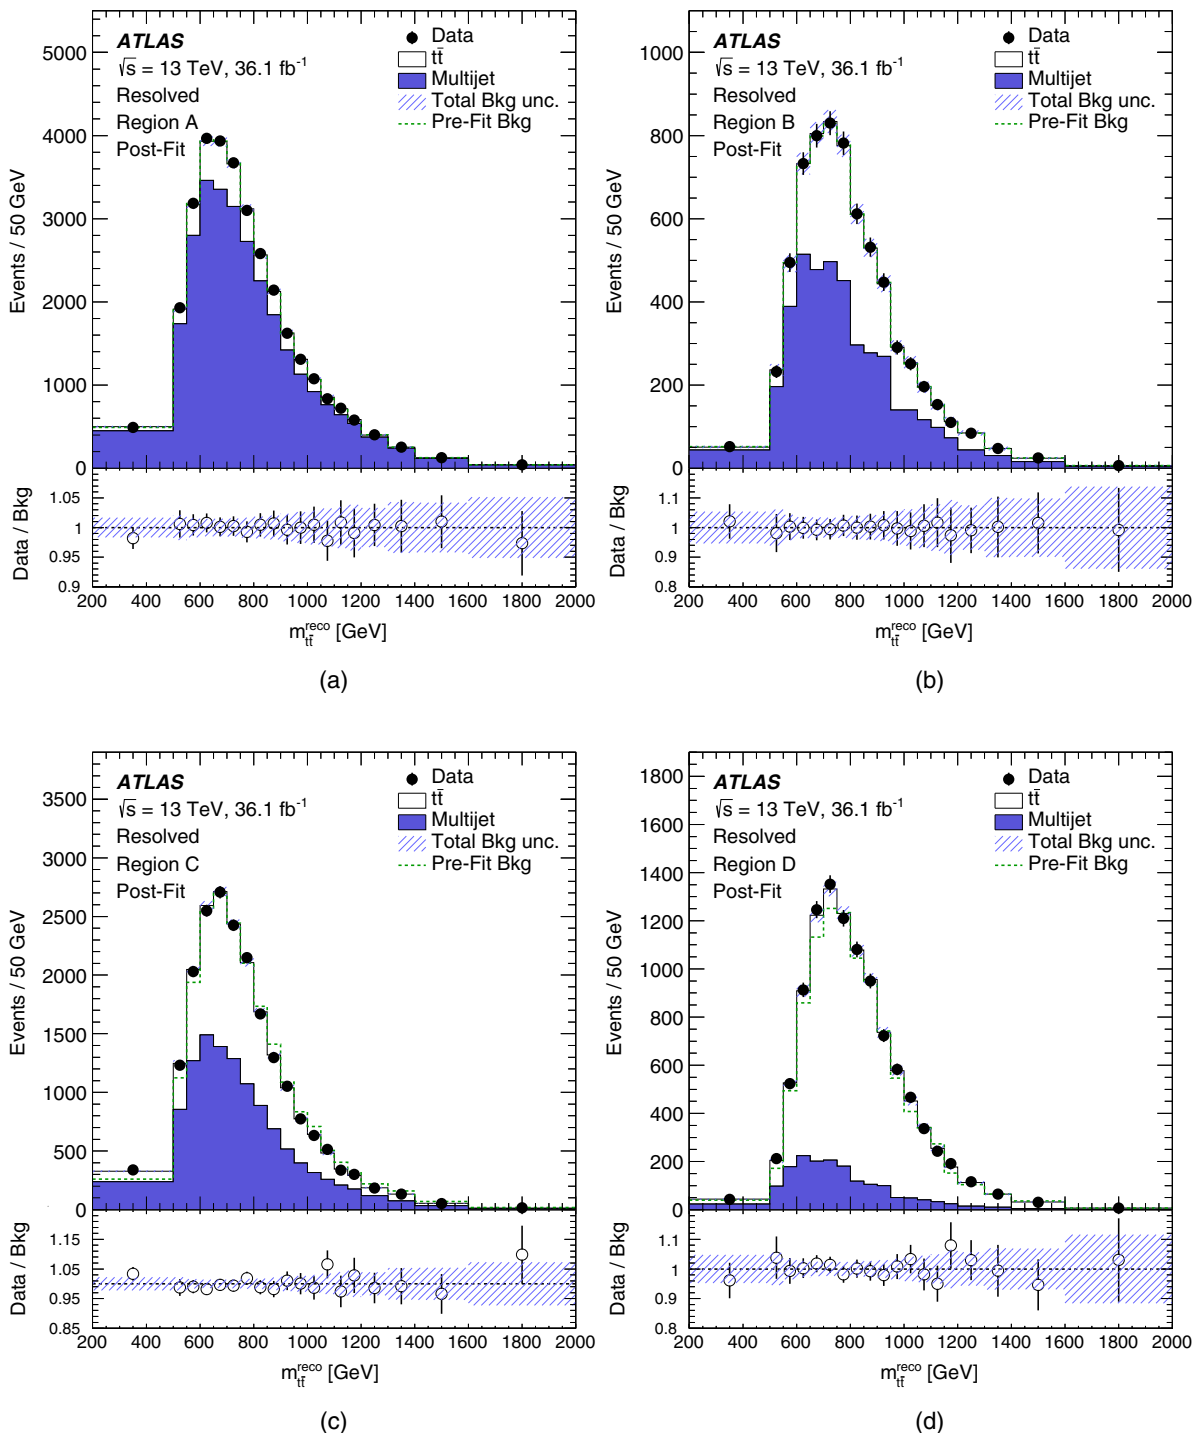 5000
4000
3000
2000
1000
0
Events / 50 GeV
ATLAS
√s = 13 TeV, 36.1 fb⁻¹
Resolved
Region A
Post-Fit
Data
tt̄
Multijet
Total Bkg unc.
Pre-Fit Bkg
1.05
1
0.95
0.9
Data / Bkg
200 400 600 800 1000 1200 1400 1600 1800 2000
m_{tt̄}^{reco} [GeV]
(a)
1000
800
600
400
200
0
Events / 50 GeV
ATLAS
√s = 13 TeV, 36.1 fb⁻¹
Resolved
Region B
Post-Fit
Data
tt̄
Multijet
Total Bkg unc.
Pre-Fit Bkg
1.1
1
0.9
0.8
Data / Bkg
200 400 600 800 1000 1200 1400 1600 1800 2000
m_{tt̄}^{reco} [GeV]
(b)
3500
3000
2500
2000
1500
1000
500
0
Events / 50 GeV
ATLAS
√s = 13 TeV, 36.1 fb⁻¹
Resolved
Region C
Post-Fit
Data
tt̄
Multijet
Total Bkg unc.
Pre-Fit Bkg
1.15
1.05
0.95
0.85
Data / Bkg
200 400 600 800 1000 1200 1400 1600 1800 2000
m_{tt̄}^{reco} [GeV]
(c)
1800
1600
1400
1200
1000
800
600
400
200
0
Events / 50 GeV
ATLAS
√s = 13 TeV, 36.1 fb⁻¹
Resolved
Region D
Post-Fit
Data
tt̄
Multijet
Total Bkg unc.
Pre-Fit Bkg
1.1
1
0.9
0.8
Data / Bkg
200 400 600 800 1000 1200 1400 1600 1800 2000
m_{tt̄}^{reco} [GeV]
(d)